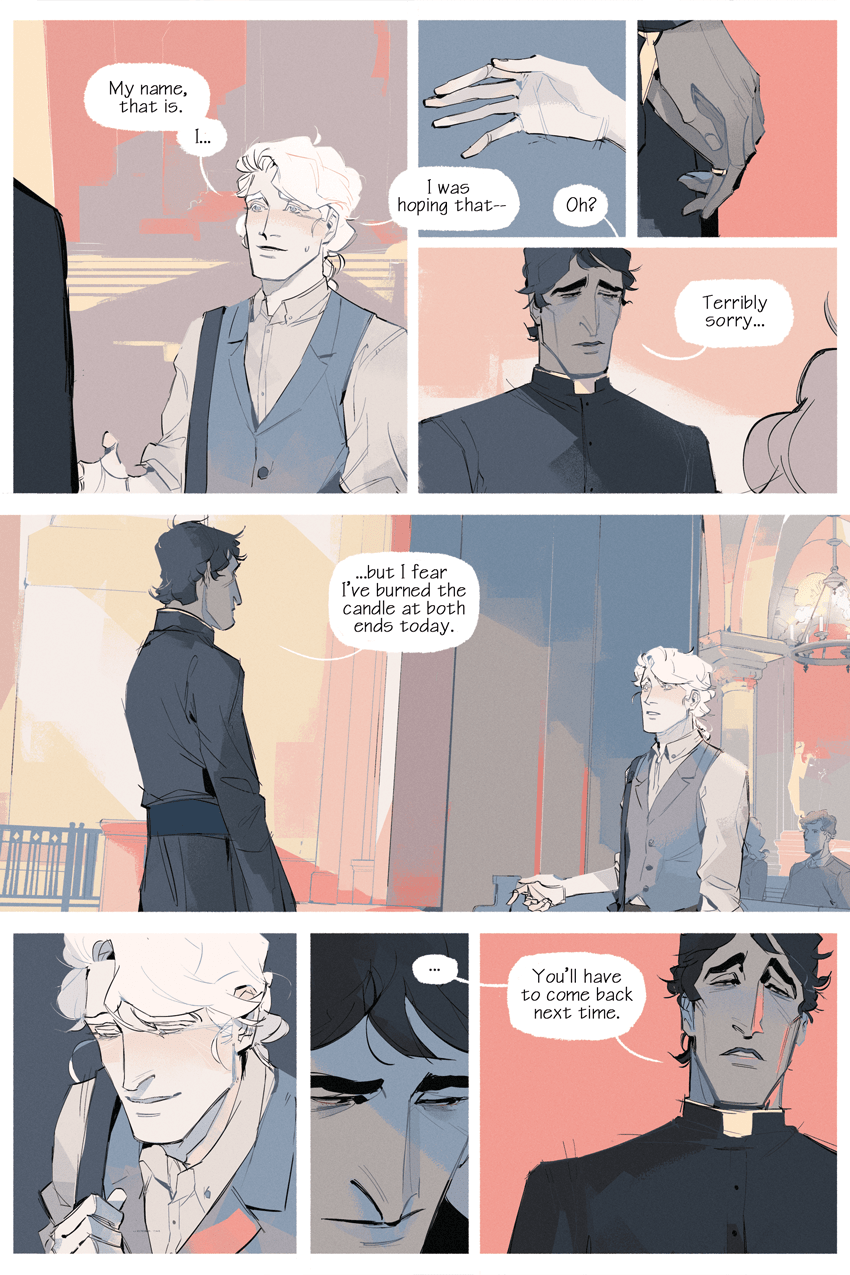 My name,
that is.
I...
I was
hoping that--
Oh?
Terribly
sorry...
...but I fear
I've burned the
candle at both
ends today.
...
You'll have
to come back
next time.